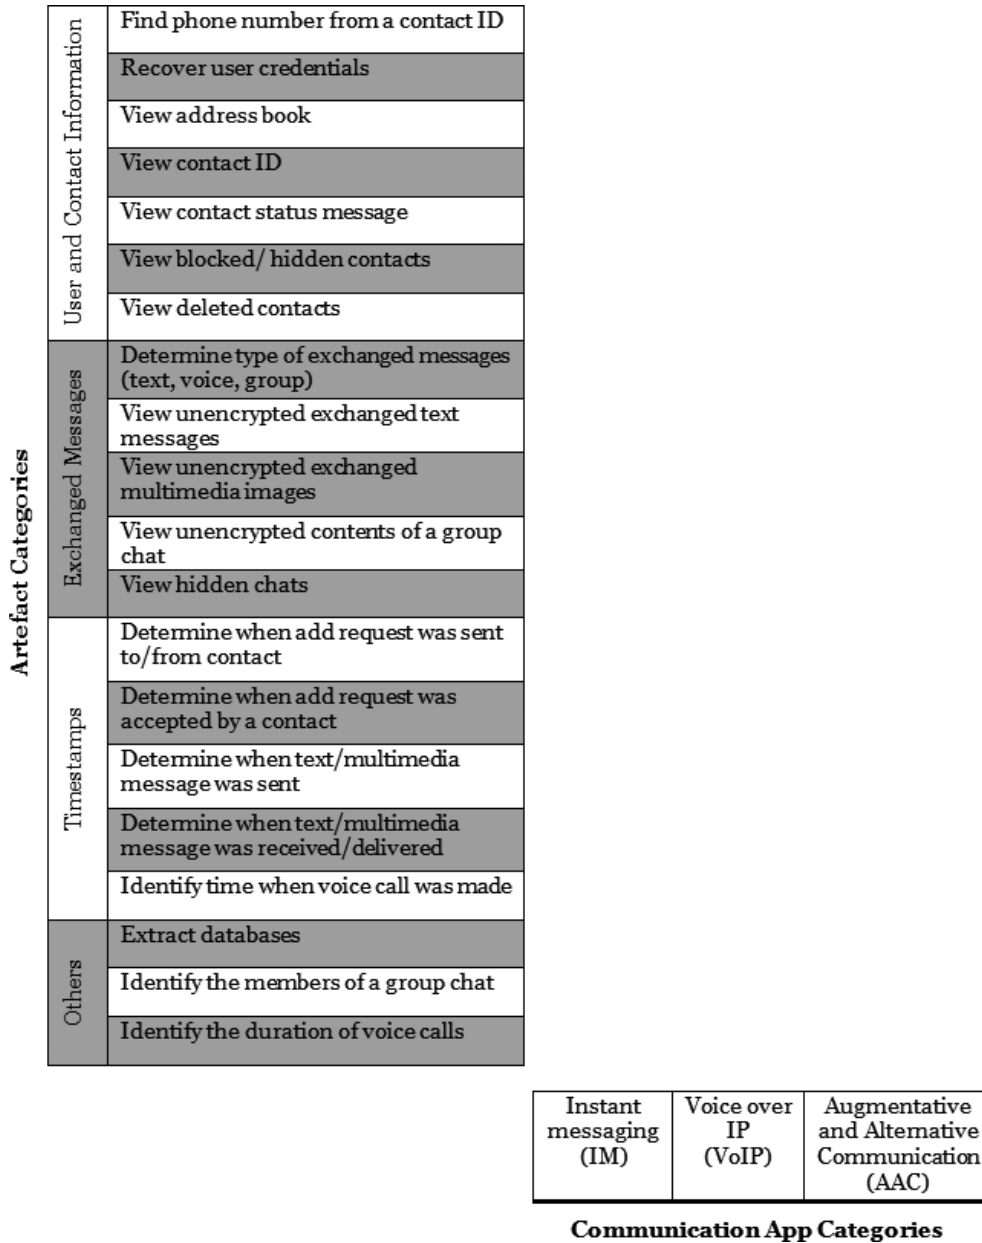 Artefact Categories
User and Contact Information
Find phone number from a contact ID
Recover user credentials
View address book
View contact ID
View contact status message
View blocked/ hidden contacts
View deleted contacts
Exchanged Messages
Determine type of exchanged messages
(text, voice, group)
View unencrypted exchanged text
messages
View unencrypted exchanged
multimedia images
View unencrypted contents of a group
chat
View hidden chats
Timestamps
Determine when add request was sent
to/from contact
Determine when add request was
accepted by a contact
Determine when text/multimedia
message was sent
Determine when text/multimedia
message was received/delivered
Identify time when voice call was made
Others
Extract databases
Identify the members of a group chat
Identify the duration of voice calls
Instant
messaging
(IM)
Voice over
IP
(VoIP)
Augmentative
and Alternative
Communication
(AAC)
Communication App Categories